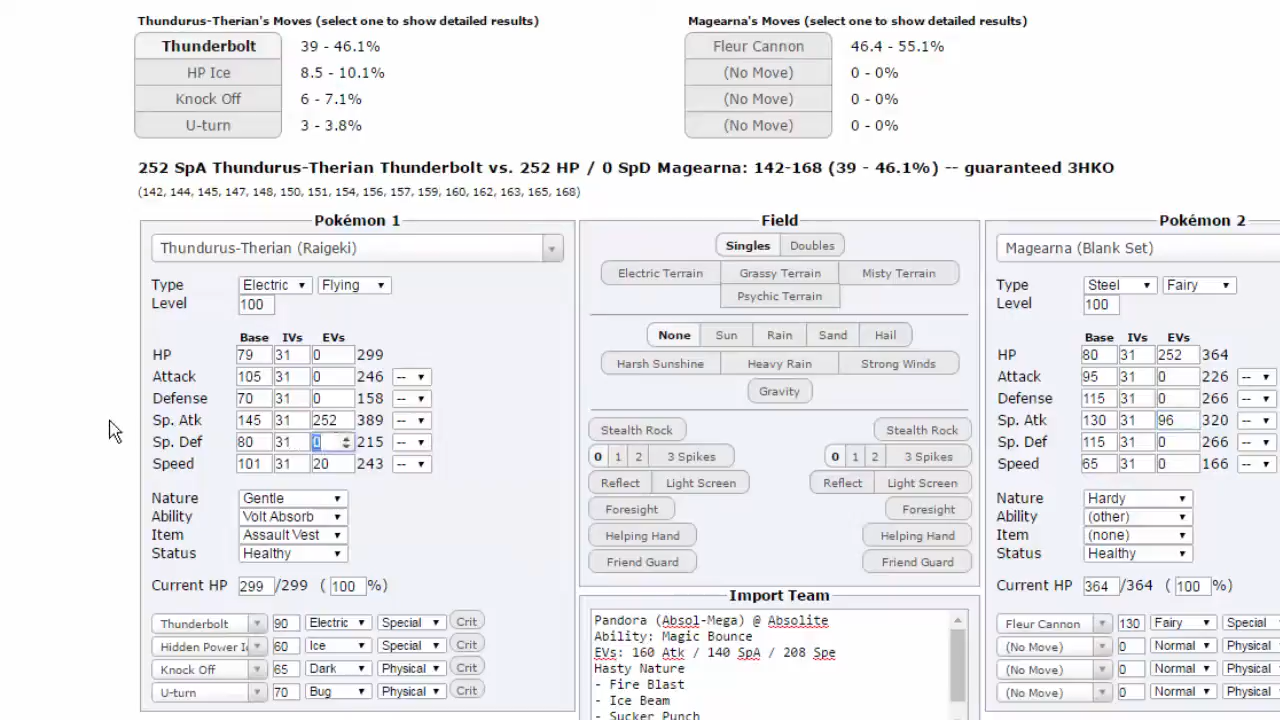 Thundurus-Therian's Moves (select one to show detailed results)
Magearna's Moves (select one to show detailed results)
Thunderbolt 39 - 46.1%
Fleur Cannon 46.4 - 55.1%
HP Ice 8.5 - 10.1%
(No Move) 0 - 0%
Knock Off 6 - 7.1%
(No Move) 0 - 0%
U-turn 3 - 3.8%
(No Move) 0 - 0%
252 SpA Thundurus-Therian Thunderbolt vs. 252 HP / 0 SpD Magearna: 142-168 (39 - 46.1%) -- guaranteed 3HKO
(142, 144, 145, 147, 148, 150, 151, 154, 156, 157, 159, 160, 162, 163, 165, 168)
Pokémon 1
Thundurus-Therian (Raigeki)
Type Electric Flying
Level 100
Base IVs EVs
HP 79 31 0 299
Attack 105 31 0 246 --
Defense 70 31 0 158 --
Sp. Atk 145 31 252 389 --
Sp. Def 80 31 0 215 --
Speed 101 31 20 243 --
Nature Gentle
Ability Volt Absorb
Item Assault Vest
Status Healthy
Current HP 299 /299 ( 100 %)
Thunderbolt 90 Electric Special Crit
Hidden Power I 60 Ice Special Crit
Knock Off 65 Dark Physical Crit
U-turn 70 Bug Physical Crit
Field
Singles Doubles
Electric Terrain Grassy Terrain Misty Terrain
Psychic Terrain
None Sun Rain Sand Hail
Harsh Sunshine Heavy Rain Strong Winds
Gravity
Stealth Rock Stealth Rock
0 1 2 3 Spikes 0 1 2 3 Spikes
Reflect Light Screen Reflect Light Screen
Foresight Foresight
Helping Hand Helping Hand
Friend Guard Friend Guard
Import Team
Pandora (Absol-Mega) @ Absolite
Ability: Magic Bounce
EVs: 160 Atk / 140 SpA / 208 Spe
Hasty Nature
- Fire Blast
- Ice Beam
- Sucker Punch
Pokémon 2
Magearna (Blank Set)
Type Steel Fairy
Level 100
Base IVs EVs
HP 80 31 252 364
Attack 95 31 0 226 --
Defense 115 31 0 266 --
Sp. Atk 130 31 96 320 --
Sp. Def 115 31 0 266 --
Speed 65 31 0 166 --
Nature Hardy
Ability (other)
Item (none)
Status Healthy
Current HP 364 /364 ( 100 %)
Fleur Cannon 130 Fairy Special
(No Move) 0 Normal Physical
(No Move) 0 Normal Physical
(No Move) 0 Normal Physical